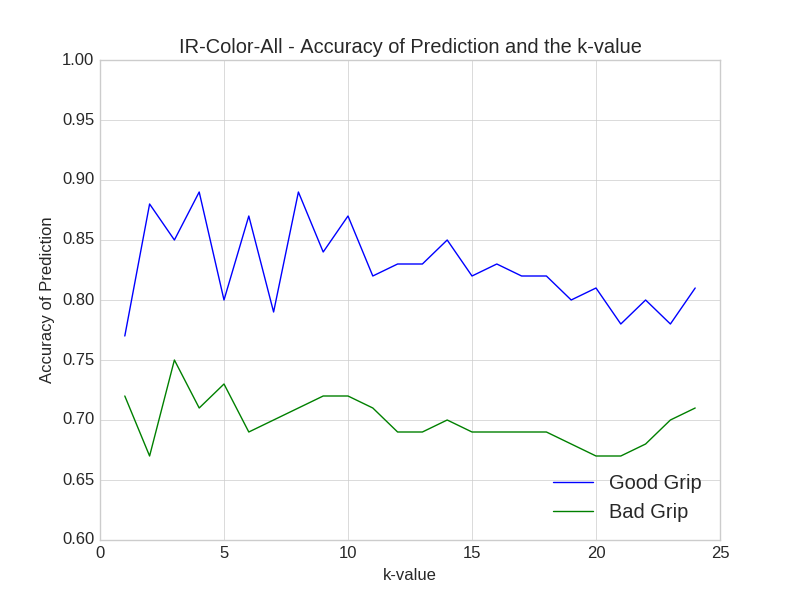 IR-Color-All - Accuracy of Prediction and the k-value
1.00
0.95
0.90
0.85
0.80
0.75
0.70
0.65
0.60
Accuracy of Prediction
Good Grip
Bad Grip
0 5 10 15 20 25
k-value